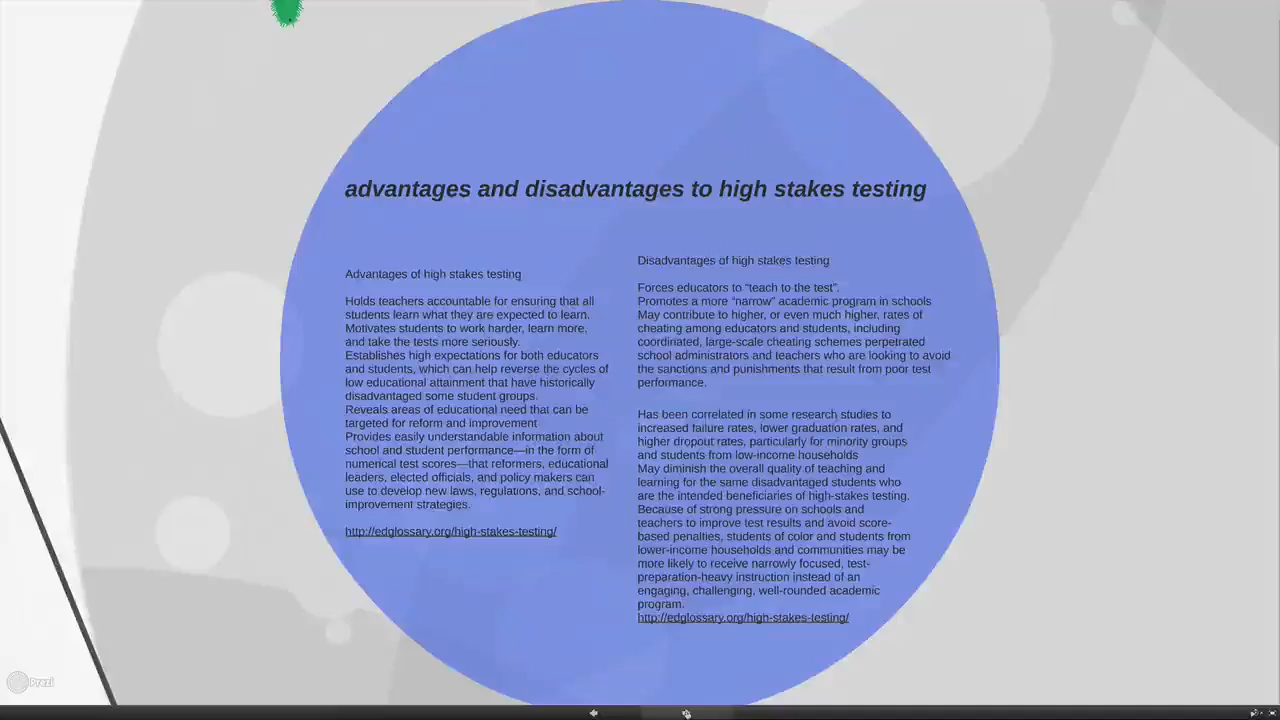 advantages and disadvantages to high stakes testing
Advantages of high stakes testing
Holds teachers accountable for ensuring that all
students learn what they are expected to learn.
Motivates students to work harder, learn more,
and take the tests more seriously.
Establishes high expectations for both educators
and students, which can help reverse the cycles of
low educational attainment that have historically
disadvantaged some student groups.
Reveals areas of educational need that can be
targeted for reform and improvement
Provides easily understandable information about
school and student performance—in the form of
numerical test scores—that reformers, educational
leaders, elected officials, and policy makers can
use to develop new laws, regulations, and school-
improvement strategies.
http://edglossary.org/high-stakes-testing/
Disadvantages of high stakes testing
Forces educators to “teach to the test”.
Promotes a more “narrow” academic program in schools
May contribute to higher, or even much higher, rates of
cheating among educators and students, including
coordinated, large-scale cheating schemes perpetrated
school administrators and teachers who are looking to avoid
the sanctions and punishments that result from poor test
performance.
Has been correlated in some research studies to
increased failure rates, lower graduation rates, and
higher dropout rates, particularly for minority groups
and students from low-income households
May diminish the overall quality of teaching and
learning for the same disadvantaged students who
are the intended beneficiaries of high-stakes testing.
Because of strong pressure on schools and
teachers to improve test results and avoid score-
based penalties, students of color and students from
lower-income households and communities may be
more likely to receive narrowly focused, test-
preparation-heavy instruction instead of an
engaging, challenging, well-rounded academic
program.
http://edglossary.org/high-stakes-testing/
Prezi